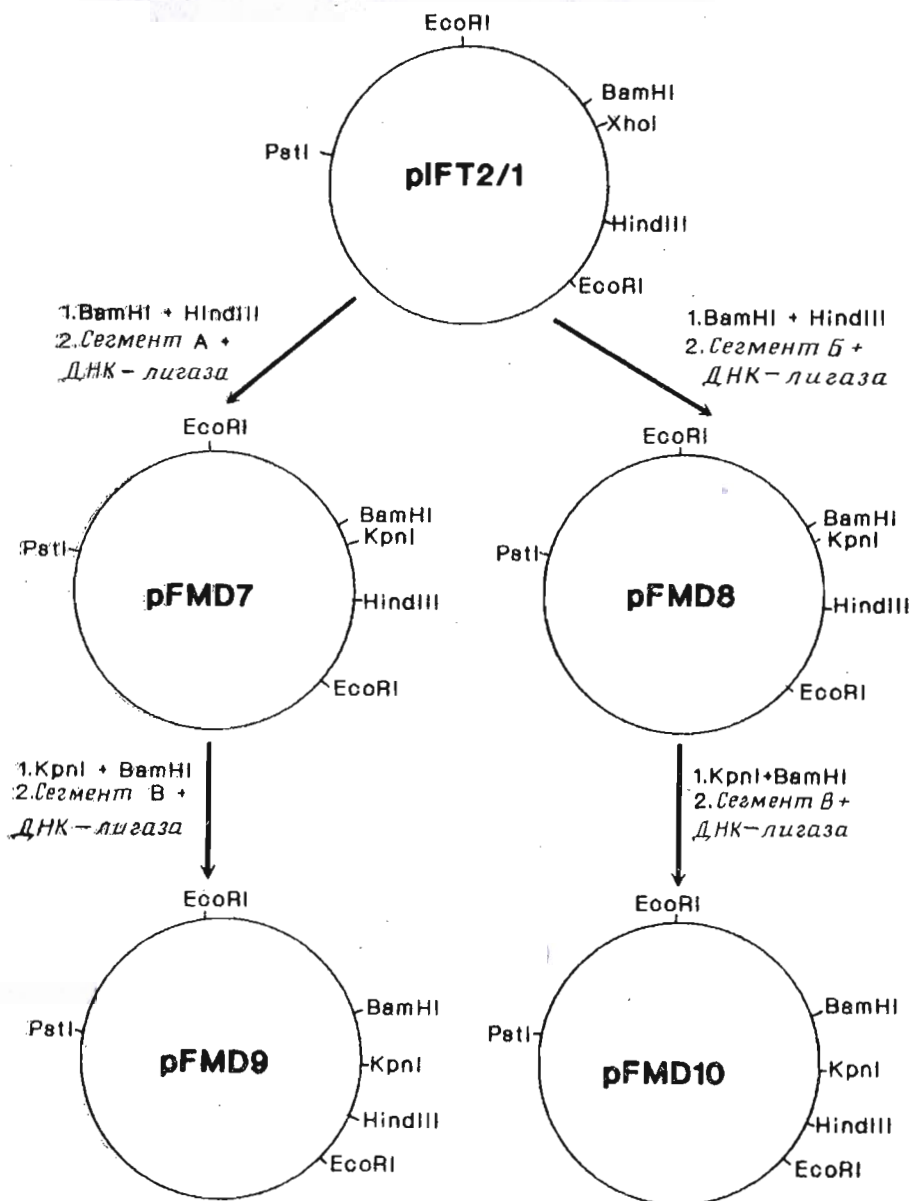 EcoRI
BamHI
XhoI
PstI
pIFT2/1
HindIII
EcoRI
1.BamHI + HindIII
2.Сегмент А +
ДНК-лигаза
1.BamHI + HindIII
2.Сегмент Б +
ДНК-лигаза
EcoRI
BamHI
KpnI
PstI
pFMD7
HindIII
EcoRI
EcoRI
BamHI
KpnI
PstI
pFMD8
HindIII
EcoRI
1.KpnI + BamHI
2.Сегмент В +
ДНК-лигаза
1.KpnI+BamHI
2.Сегмент В+
ДНК-лигаза
EcoRI
BamHI
PstI
pFMD9
KpnI
HindIII
EcoRI
EcoRI
BamHI
PstI
pFMD10
KpnI
HindIII
EcoRI